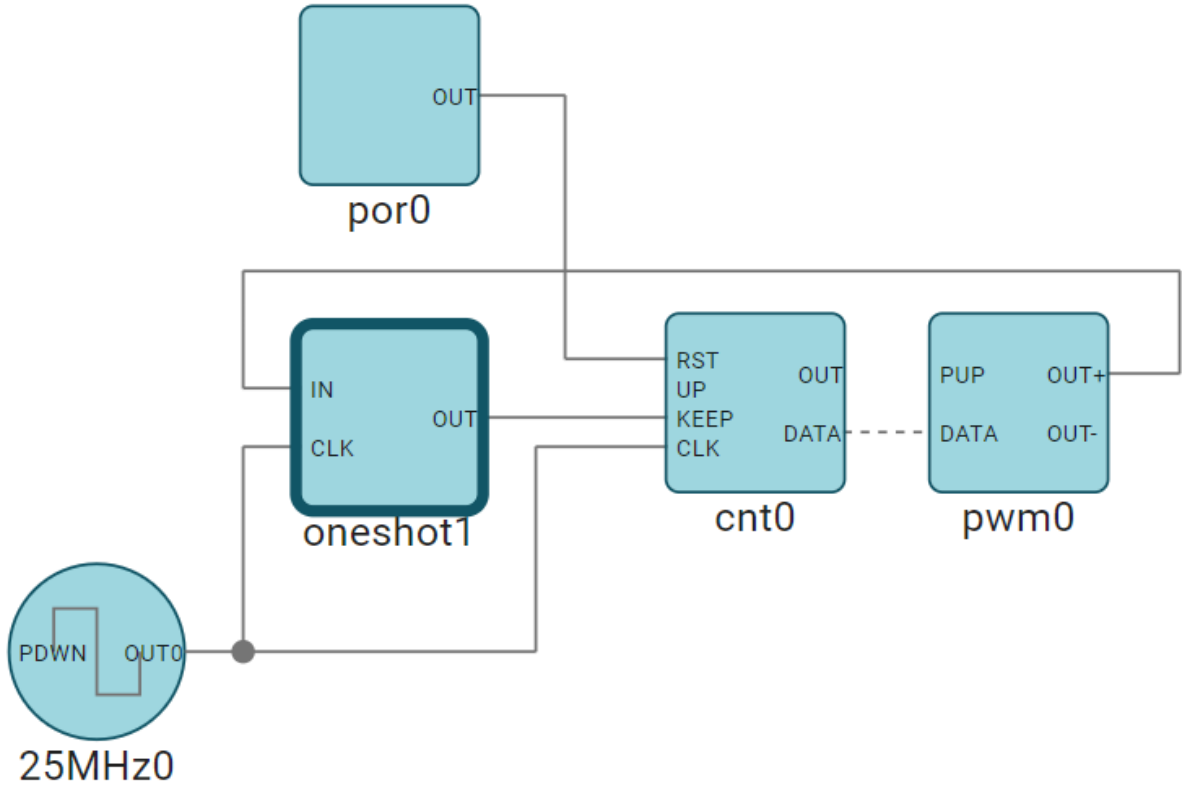 OUT
por0
IN
CLK
OUT
oneshot1
RST
UP
KEEP
CLK
OUT
DATA
cnt0
PUP
DATA
OUT+
OUT-
pwm0
PDWN
OUT0
25MHz0